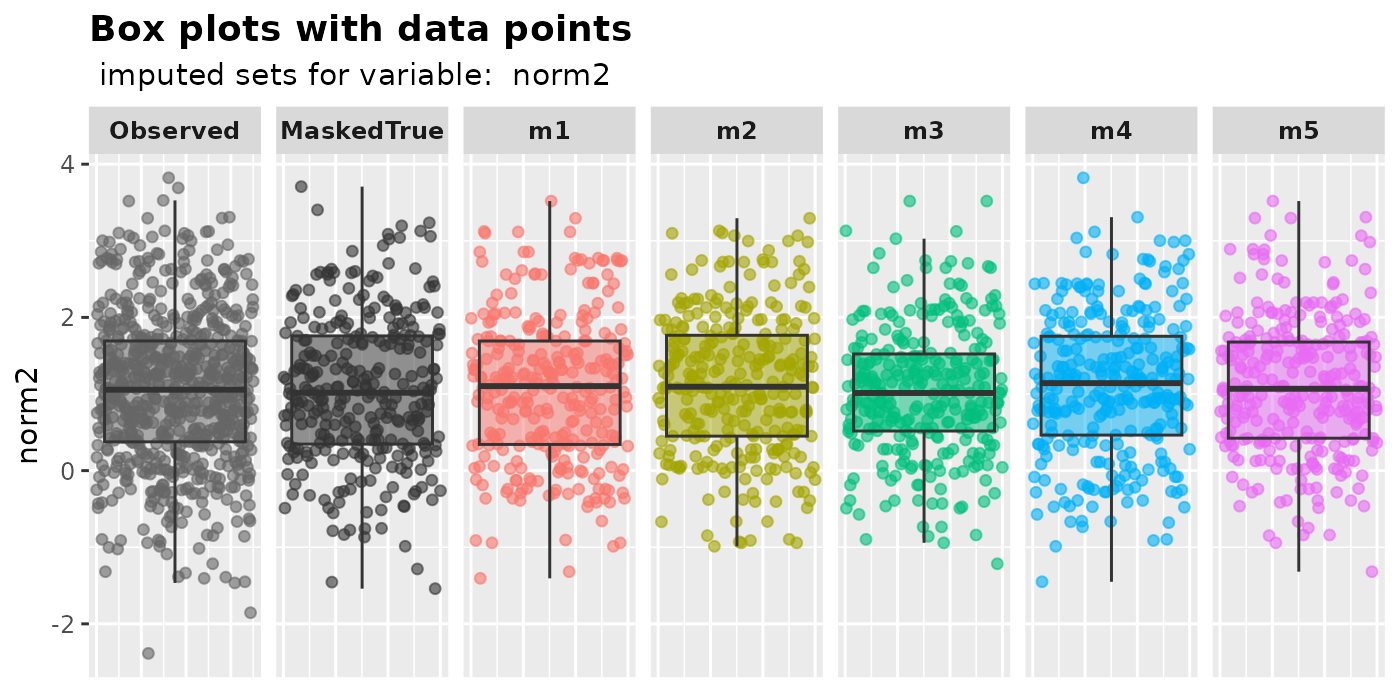 Box plots with data points
imputed sets for variable:  norm2
Observed MaskedTrue m1 m2 m3 m4 m5
4
2
0
-2
norm2